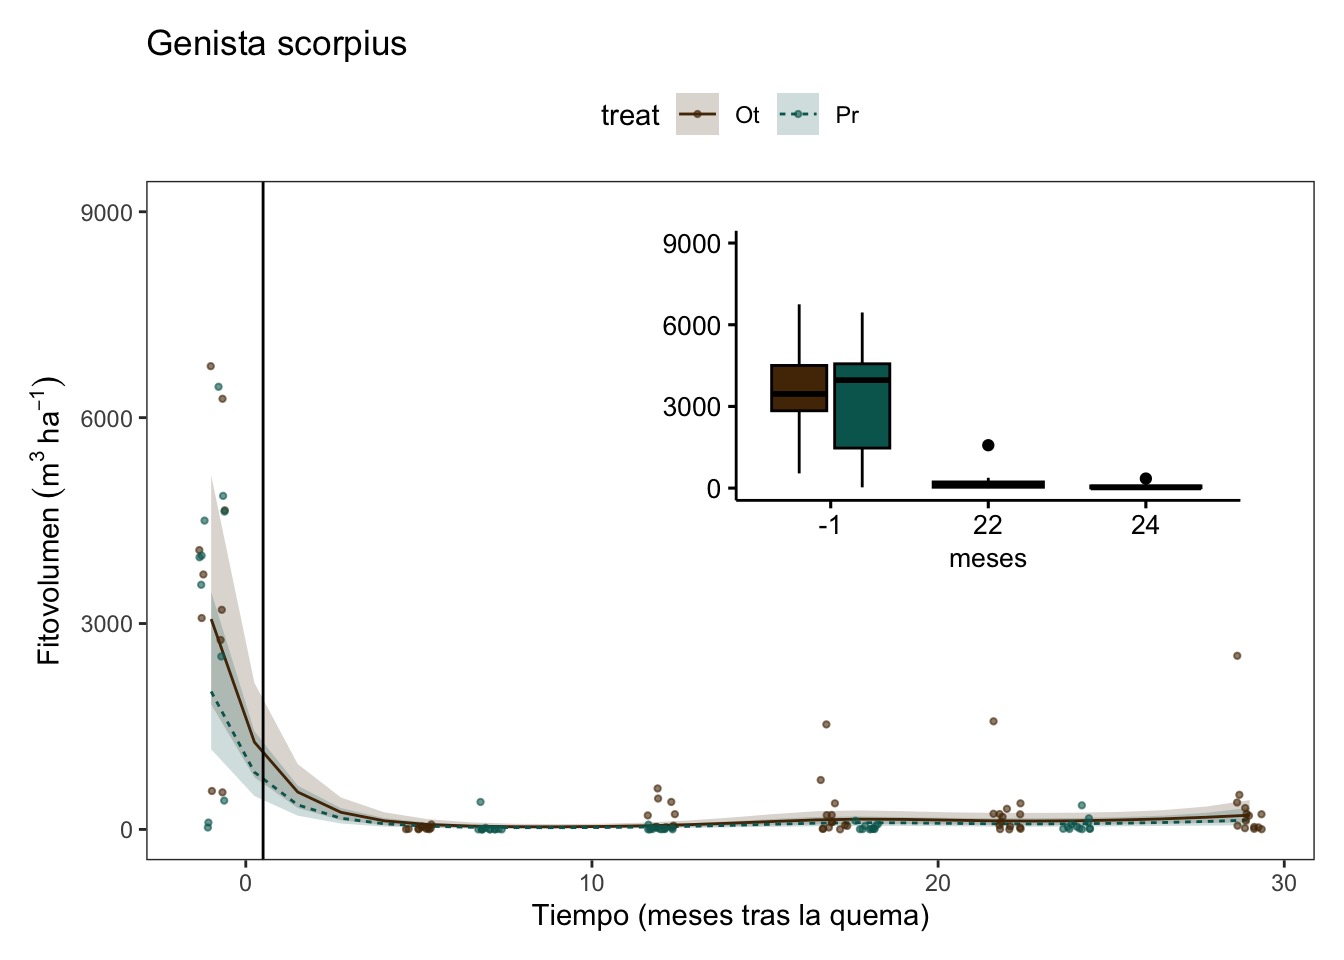 Genista scorpius
treat Ot Pr
9000
6000
3000
0
Fitovolumen (m³ ha⁻¹)
0 10 20 30
Tiempo (meses tras la quema)
9000
6000
3000
0
-1 22 24
meses